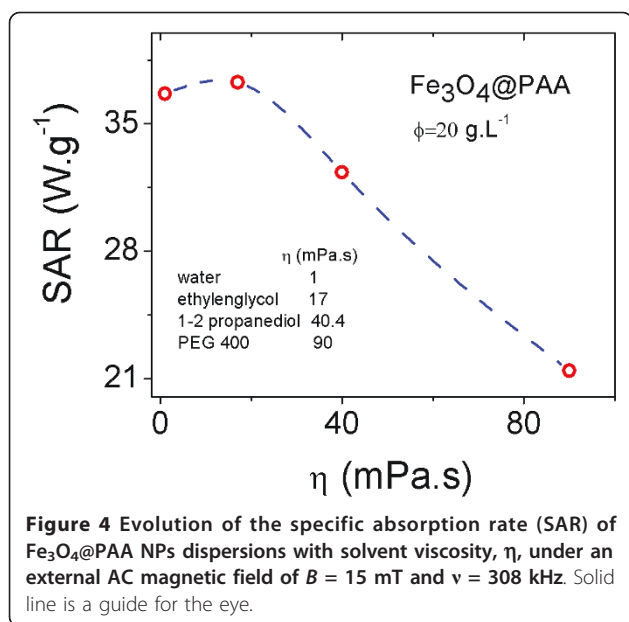 Fe3O4@PAA
ϕ=20 g.L-1
SAR (W.g-1)
35
28
21
η (mPa.s)
water 1
ethylenglycol 17
1-2 propanediol 40.4
PEG 400 90
0 40 80
η (mPa.s)
Figure 4 Evolution of the specific absorption rate (SAR) of
Fe3O4@PAA NPs dispersions with solvent viscosity, η, under an
external AC magnetic field of B = 15 mT and ν = 308 kHz. Solid
line is a guide for the eye.